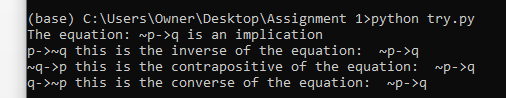 (base) C:\Users\Owner\Desktop\Assignment 1>python try.py
The equation: ~p->q is an implication
p->~q this is the inverse of the equation:  ~p->q
~q->p this is the contrapositive of the equation:  ~p->q
q->~p this is the converse of the equation:  ~p->q